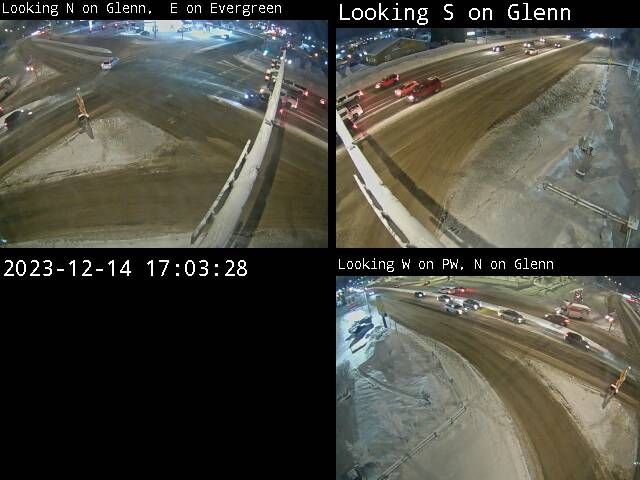 Looking N on Glenn,  E on Evergreen
Looking S on Glenn
2023-12-14 17:03:28
Looking W on PW, N on Glenn